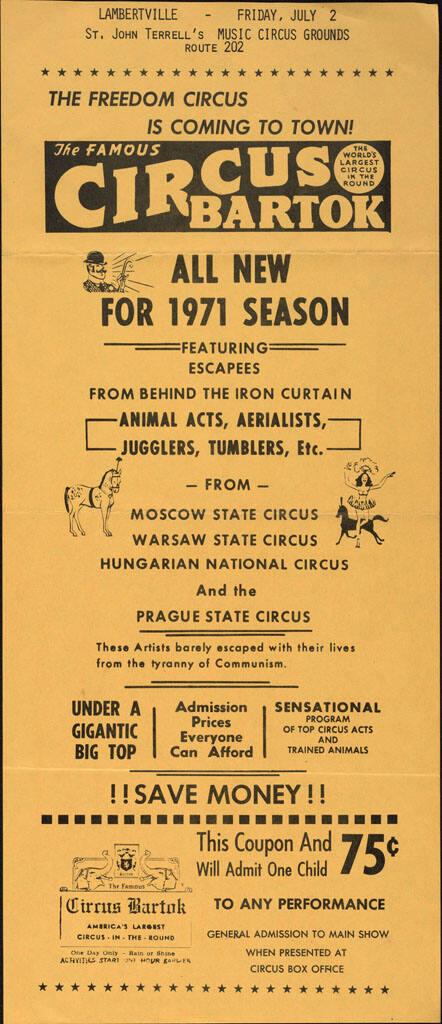 LAMBERTVILLE - FRIDAY, JULY 2
ST. JOHN TERRELL'S MUSIC CIRCUS GROUNDS
ROUTE 202
THE FREEDOM CIRCUS
IS COMING TO TOWN!
The FAMOUS
CIRCUS
BARTOK
THE
WORLD'S
LARGEST
CIRCUS
IN THE
ROUND
ALL NEW
FOR 1971 SEASON
FEATURING
ESCAPEES
FROM BEHIND THE IRON CURTAIN
ANIMAL ACTS, AERIALISTS,
JUGGLERS, TUMBLERS, Etc.
— FROM —
MOSCOW STATE CIRCUS
WARSAW STATE CIRCUS
HUNGARIAN NATIONAL CIRCUS
And the
PRAGUE STATE CIRCUS
These Artists barely escaped with their lives
from the tyranny of Communism.
UNDER A
GIGANTIC
BIG TOP
Admission
Prices
Everyone
Can Afford
SENSATIONAL
PROGRAM
OF TOP CIRCUS ACTS
AND
TRAINED ANIMALS
!!SAVE MONEY!!
This Coupon And 75¢
Will Admit One Child
TO ANY PERFORMANCE
GENERAL ADMISSION TO MAIN SHOW
WHEN PRESENTED AT
CIRCUS BOX OFFICE
The Famous
Circus Bartok
AMERICA'S LARGEST
CIRCUS - IN - THE - ROUND
One Day Only - Rain or Shine
ACTIVITIES START HOUR EARLIER